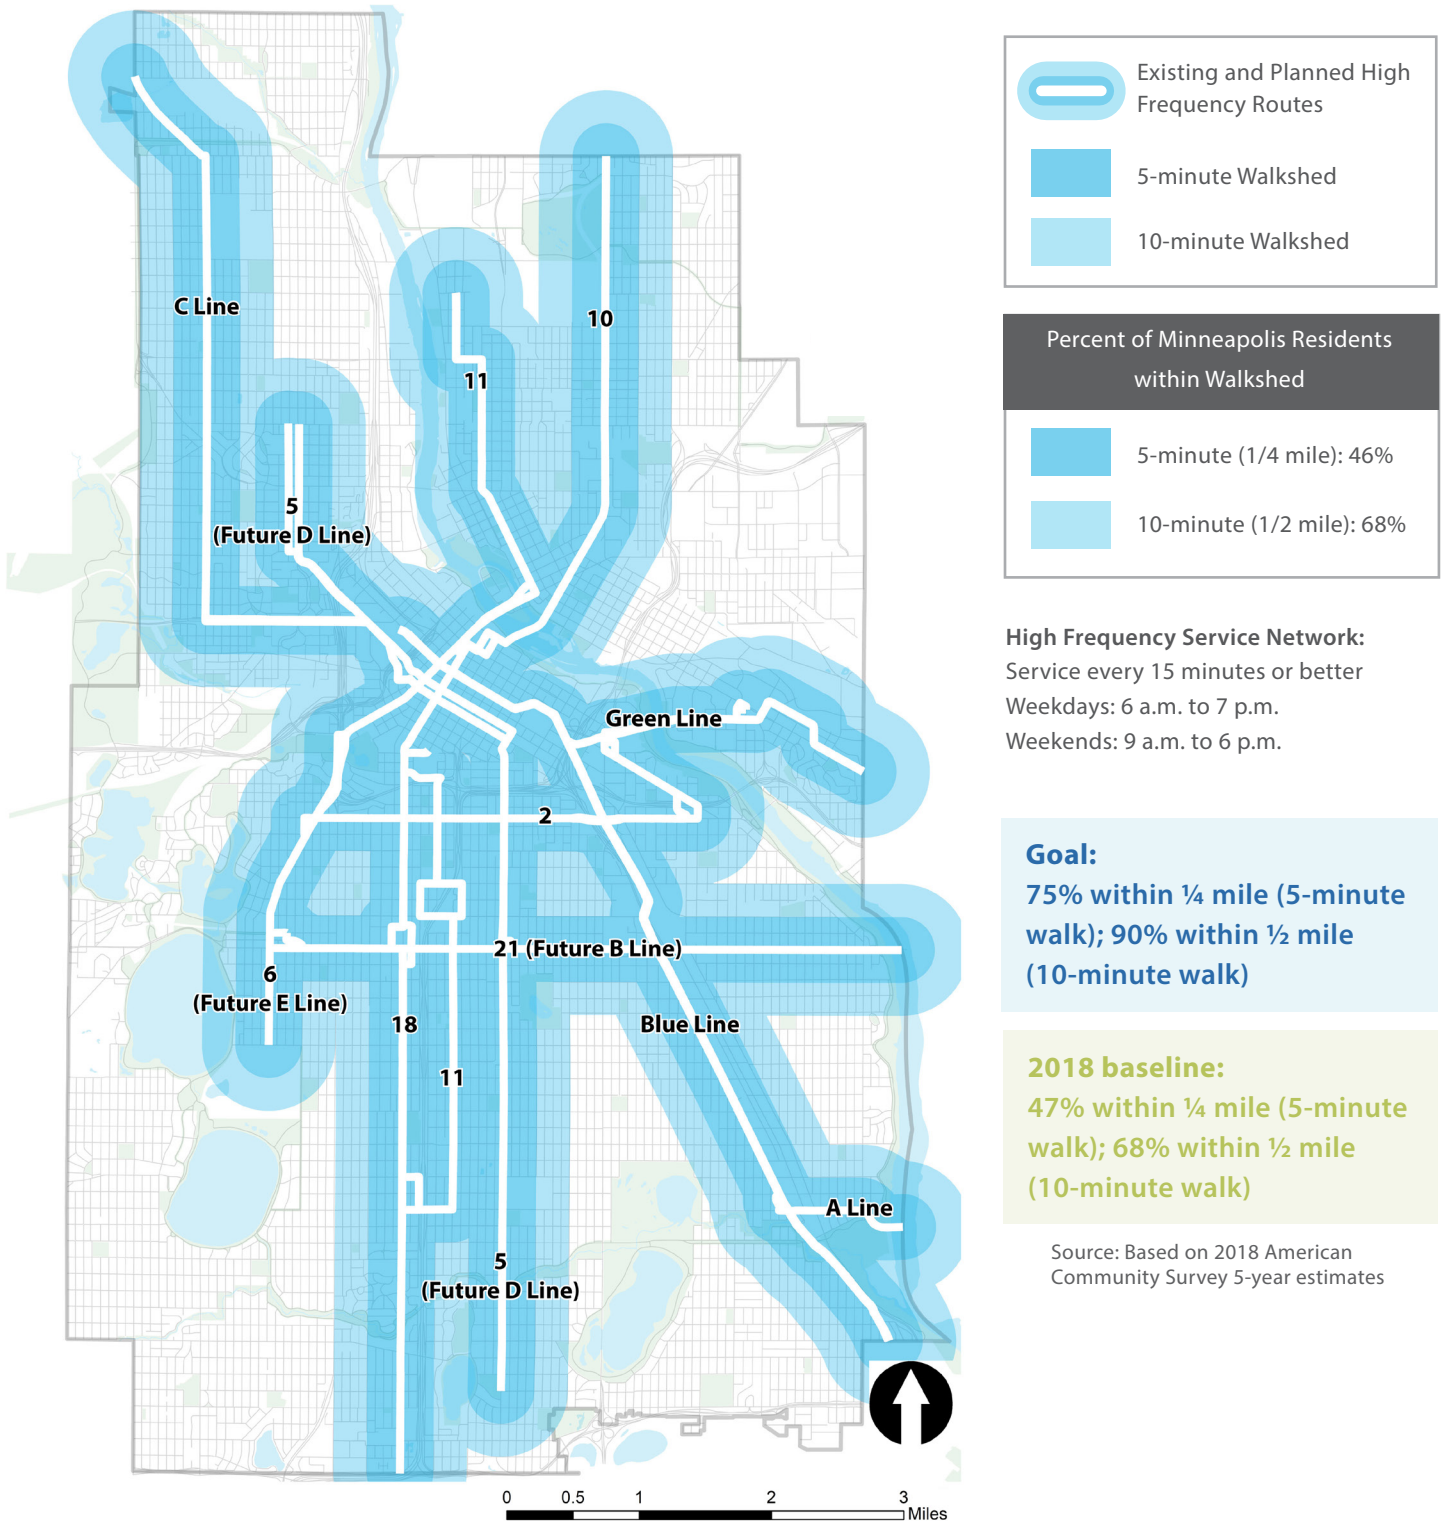 C Line
10
11
5
(Future D Line)
Green Line
2
21 (Future B Line)
6
(Future E Line)
18
Blue Line
11
A Line
5
(Future D Line)
0 0.5 1 2 3
Miles
Existing and Planned High
Frequency Routes
5-minute Walkshed
10-minute Walkshed
Percent of Minneapolis Residents
within Walkshed
5-minute (1/4 mile): 46%
10-minute (1/2 mile): 68%
High Frequency Service Network:
Service every 15 minutes or better
Weekdays: 6 a.m. to 7 p.m.
Weekends: 9 a.m. to 6 p.m.
Goal:
75% within ¼ mile (5-minute
walk); 90% within ½ mile
(10-minute walk)
2018 baseline:
47% within ¼ mile (5-minute
walk); 68% within ½ mile
(10-minute walk)
Source: Based on 2018 American
Community Survey 5-year estimates